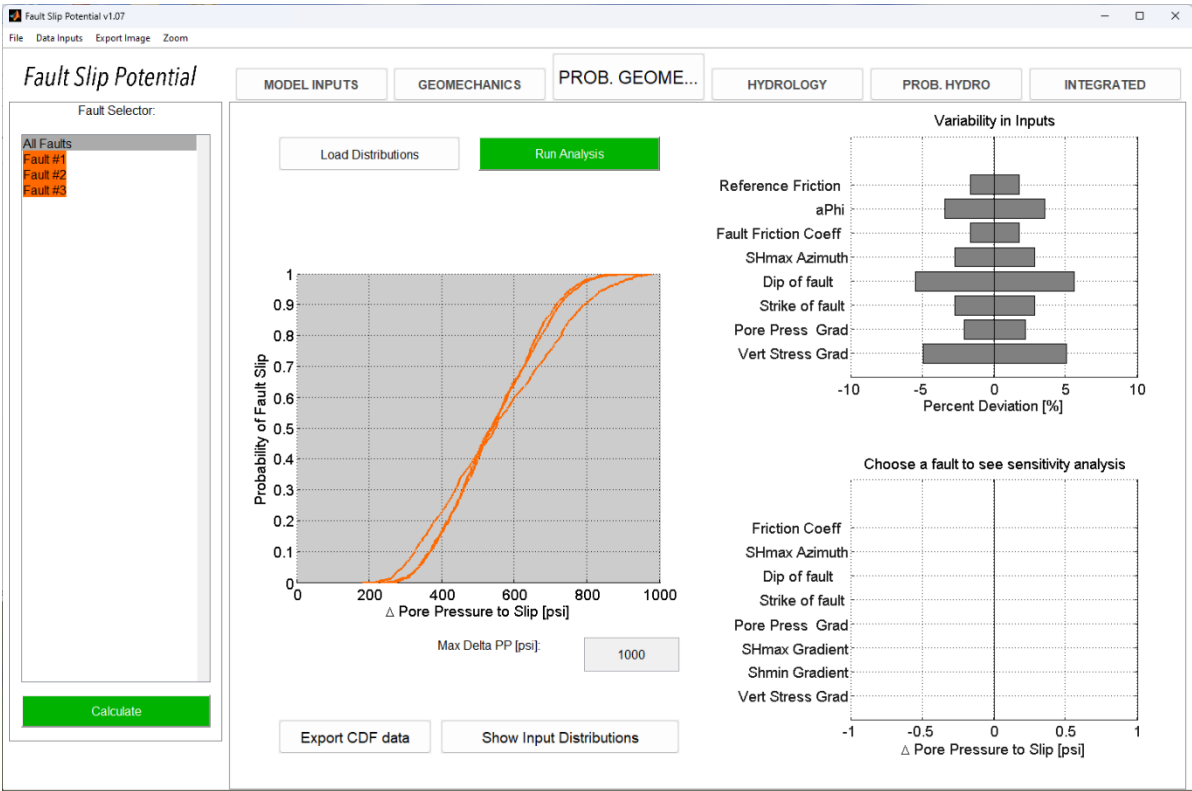 Fault Slip Potential v1.07
File Data Inputs Export Image Zoom
Fault Slip Potential
MODEL INPUTS
GEOMECHANICS
PROB. GEOME...
HYDROLOGY
PROB. HYDRO
INTEGRATED
Fault Selector:
All Faults
Fault #1
Fault #2
Fault #3
Calculate
Load Distributions
Run Analysis
Probability of Fault Slip
1
0.9
0.8
0.7
0.6
0.5
0.4
0.3
0.2
0.1
0
0 200 400 600 800 1000
Δ Pore Pressure to Slip [psi]
Max Delta PP [psi]:
1000
Export CDF data
Show Input Distributions
Variability in Inputs
Reference Friction
aPhi
Fault Friction Coeff
SHmax Azimuth
Dip of fault
Strike of fault
Pore Press Grad
Vert Stress Grad
-10 -5 0 5 10
Percent Deviation [%]
Choose a fault to see sensitivity analysis
Friction Coeff
SHmax Azimuth
Dip of fault
Strike of fault
Pore Press Grad
SHmax Gradient
Shmin Gradient
Vert Stress Grad
-1 -0.5 0 0.5 1
Δ Pore Pressure to Slip [psi]